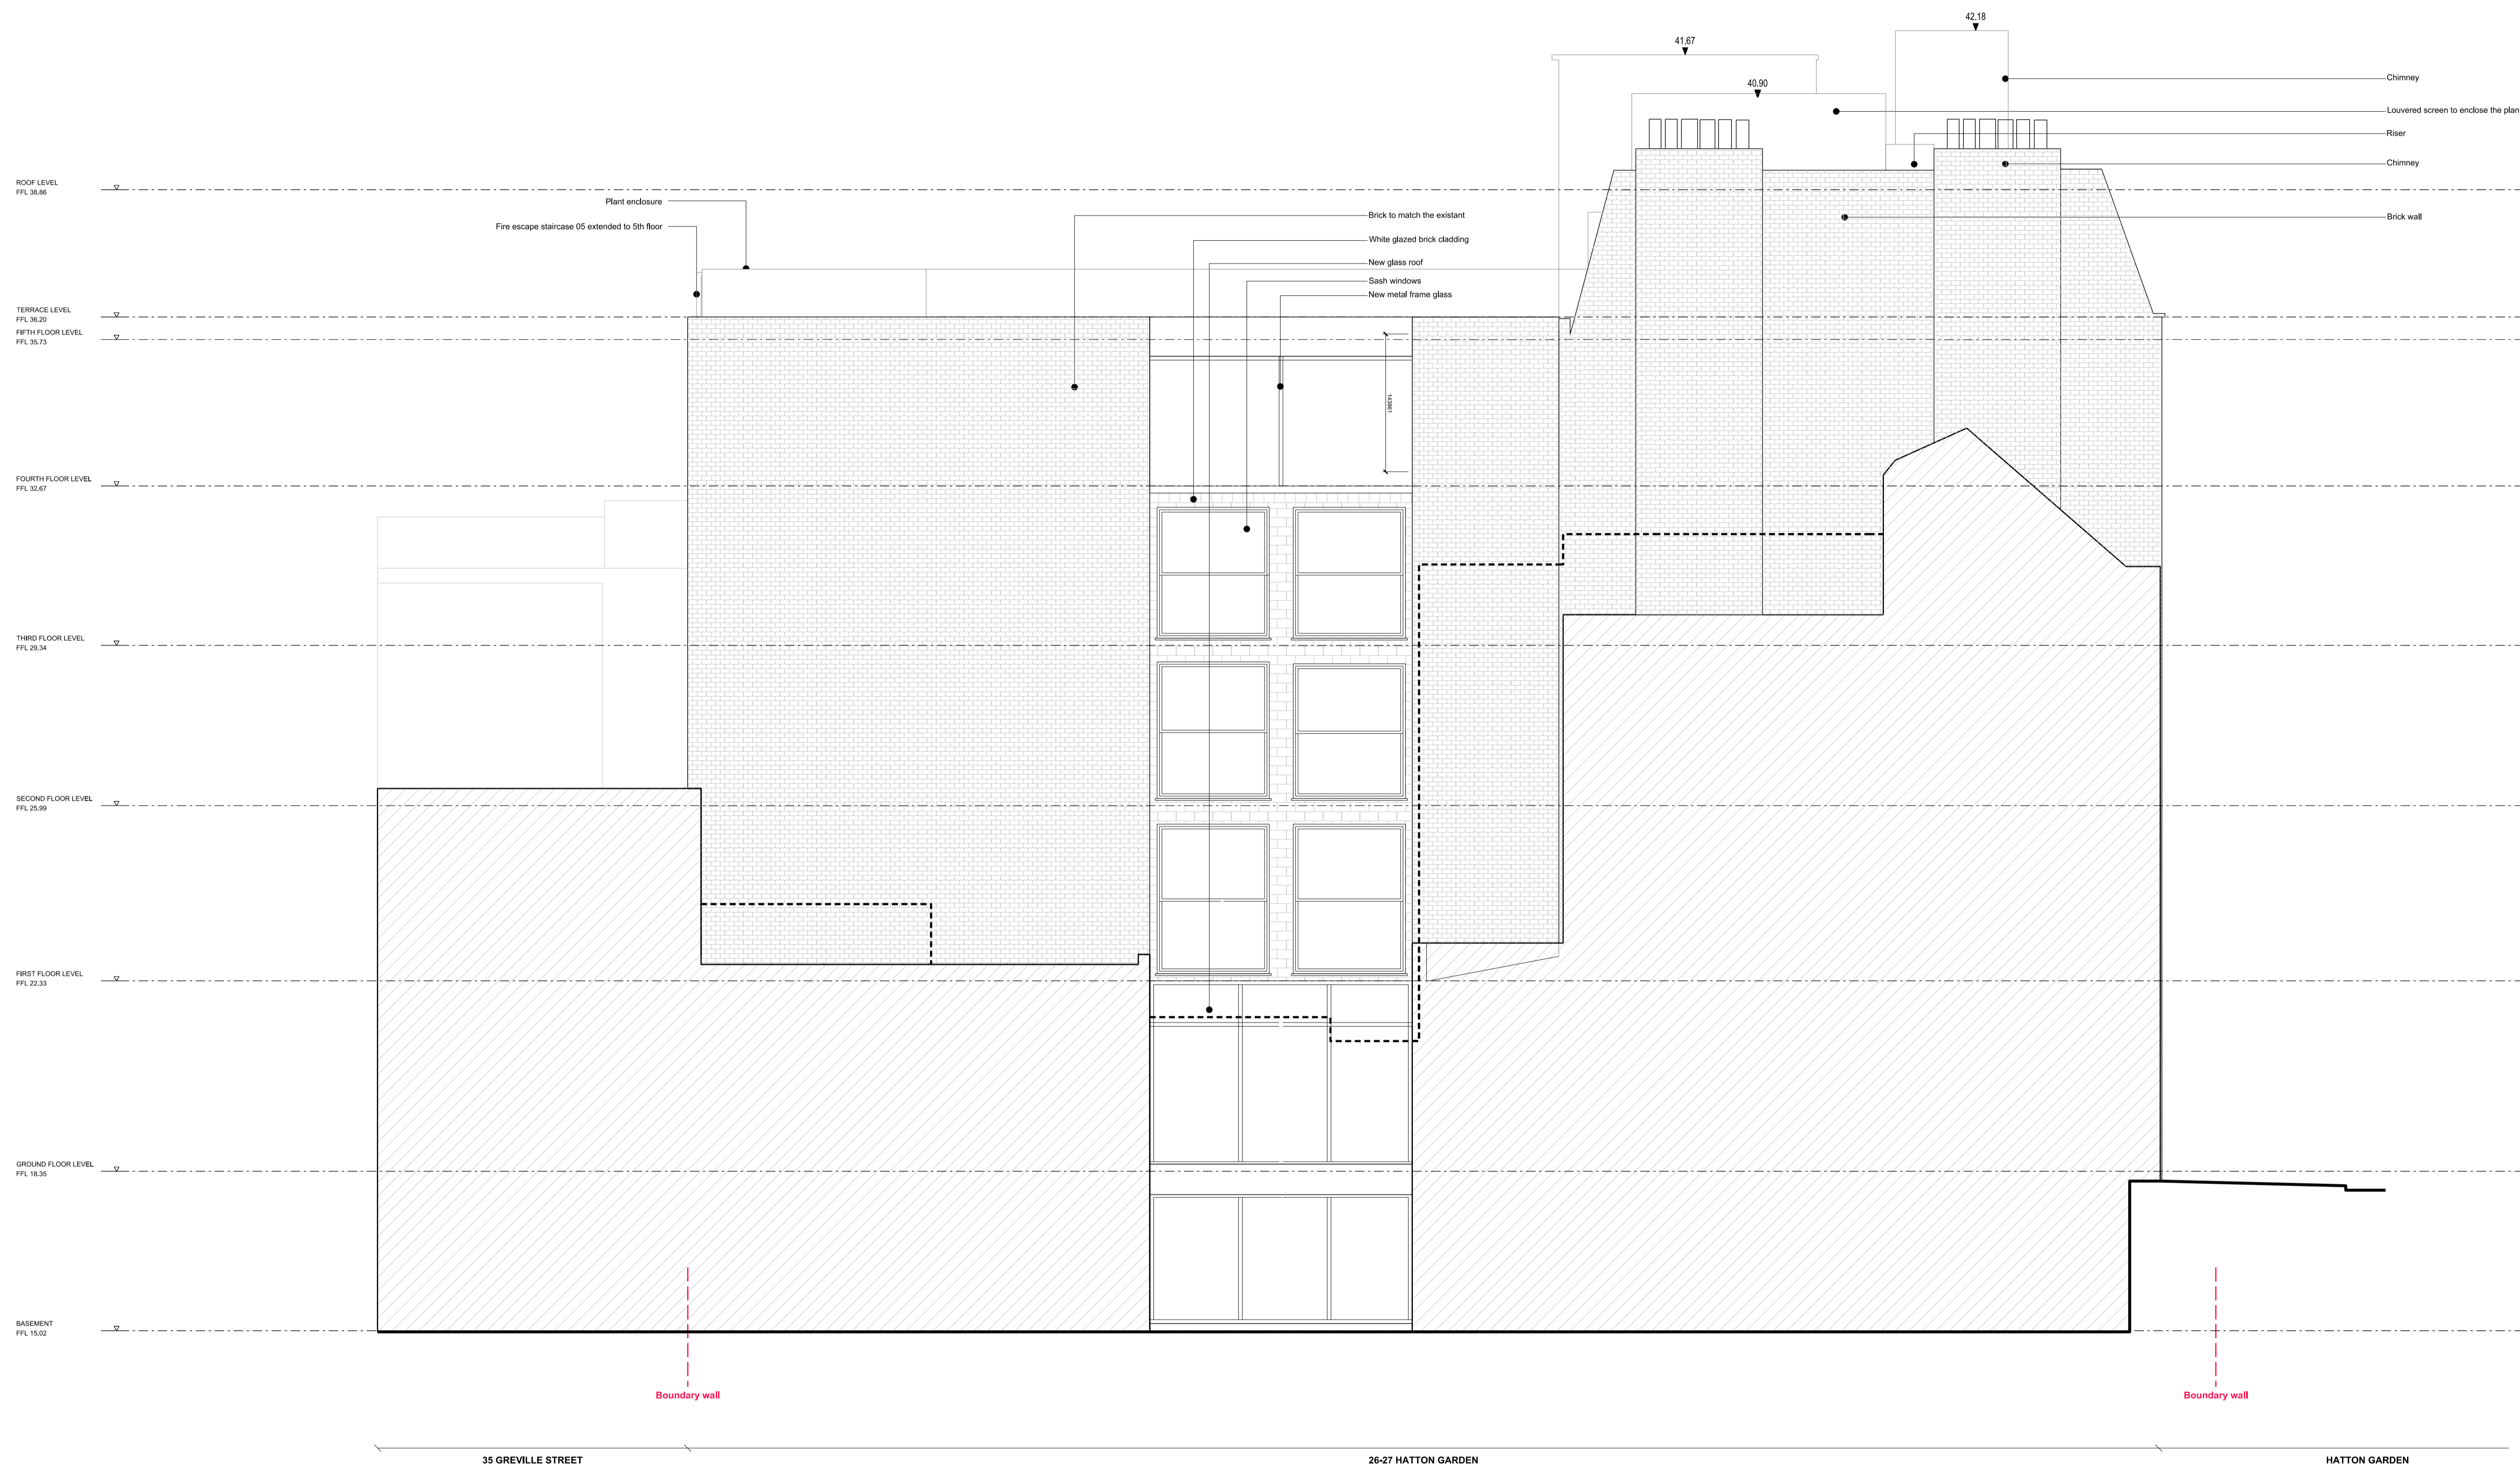 42.18
41.67
Chimney
40.90
Louvered screen to enclose the plan
Riser
Chimney
ROOF LEVEL
FFL 38.86
Plant enclosure
Brick to match the existant
Brick wall
Fire escape staircase 05 extended to 5th floor
White glazed brick cladding
New glass roof
Sash windows
New metal frame glass
TERRACE LEVEL
FFL 36.20
FIFTH FLOOR LEVEL
FFL 35.73
143861
FOURTH FLOOR LEVEL
FFL 32.67
THIRD FLOOR LEVEL
FFL 29.34
SECOND FLOOR LEVEL
FFL 25.99
FIRST FLOOR LEVEL
FFL 22.33
GROUND FLOOR LEVEL
FFL 18.35
BASEMENT
FFL 15.02
Boundary wall
Boundary wall
35 GREVILLE STREET
26-27 HATTON GARDEN
HATTON GARDEN